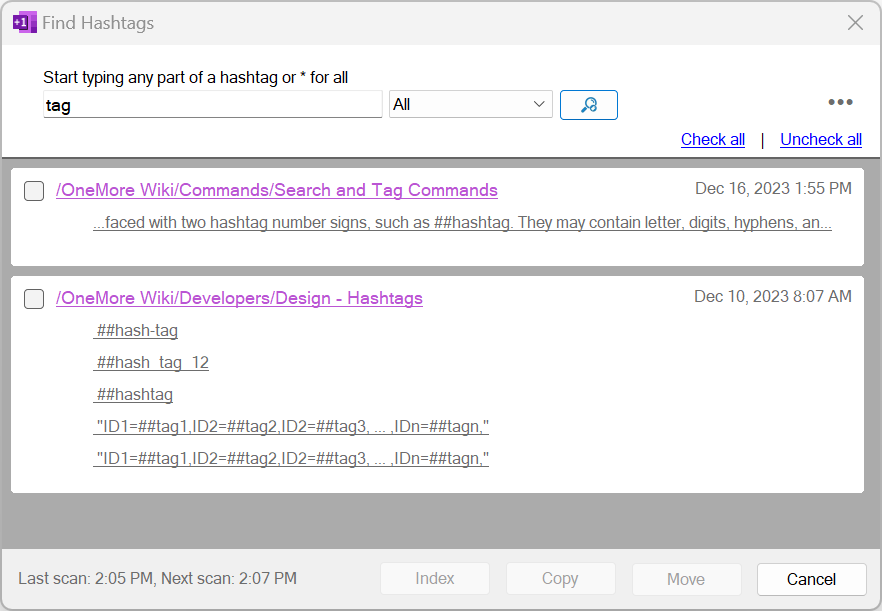 +1 Find Hashtags
Start typing any part of a hashtag or * for all
tag All
•••
Check all | Uncheck all
/OneMore Wiki/Commands/Search and Tag Commands Dec 16, 2023 1:55 PM
...faced with two hashtag number signs, such as ##hashtag. They may contain letter, digits, hyphens, an...
/OneMore Wiki/Developers/Design - Hashtags Dec 10, 2023 8:07 AM
##hash-tag
##hash_tag_12
##hashtag
"ID1=##tag1,ID2=##tag2,ID2=##tag3, ... ,IDn=##tagn,"
"ID1=##tag1,ID2=##tag2,ID2=##tag3, ... ,IDn=##tagn,"
Last scan: 2:05 PM, Next scan: 2:07 PM Index Copy Move Cancel